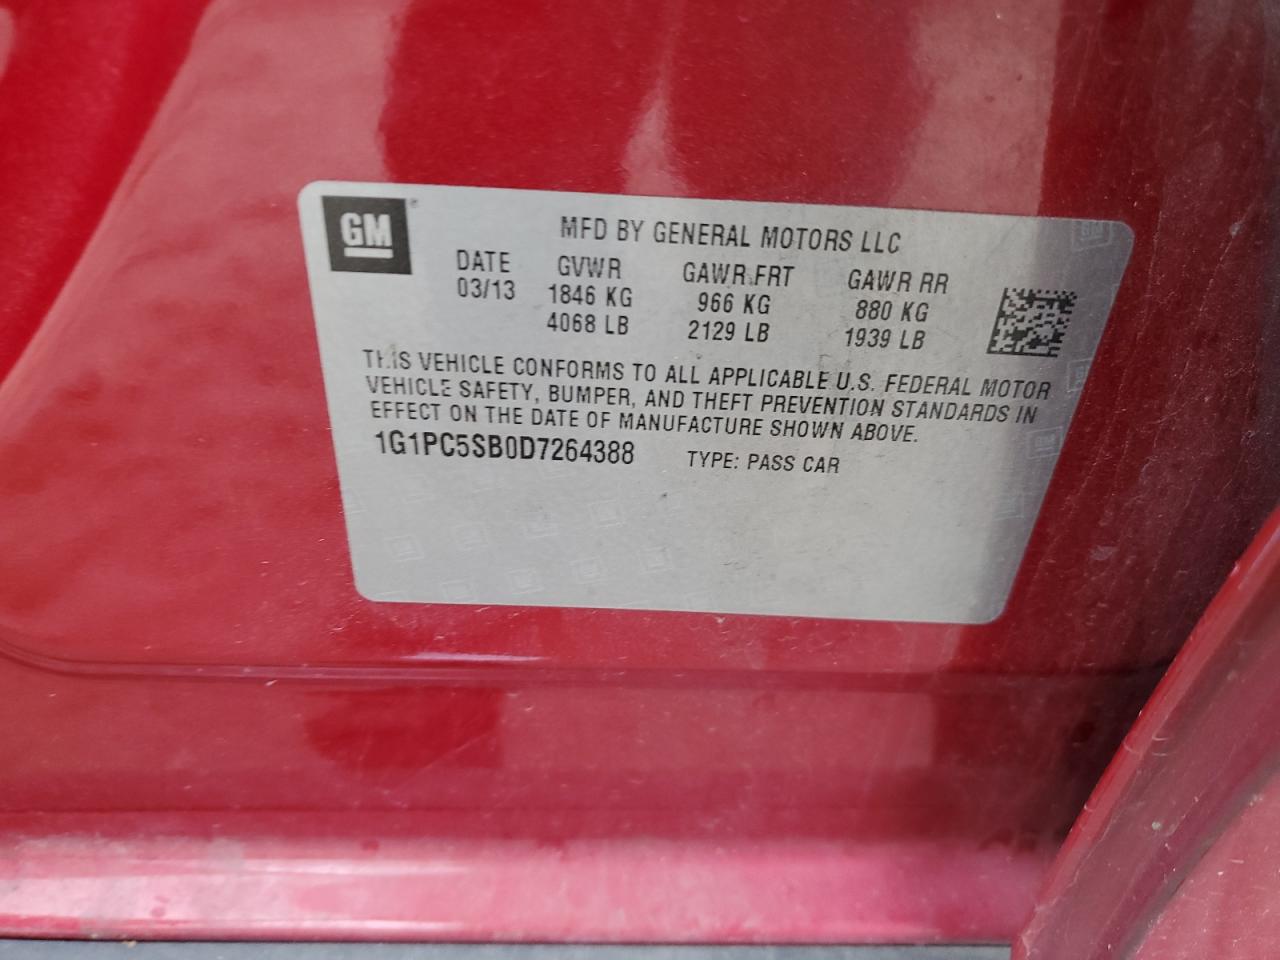 GM
MFD BY GENERAL MOTORS LLC
DATE GVWR GAWR FRT GAWR RR
03/13 1846 KG 966 KG 880 KG
4068 LB 2129 LB 1939 LB
THIS VEHICLE CONFORMS TO ALL APPLICABLE U.S. FEDERAL MOTOR
VEHICLE SAFETY, BUMPER, AND THEFT PREVENTION STANDARDS IN
EFFECT ON THE DATE OF MANUFACTURE SHOWN ABOVE.
1G1PC5SB0D7264388 TYPE: PASS CAR